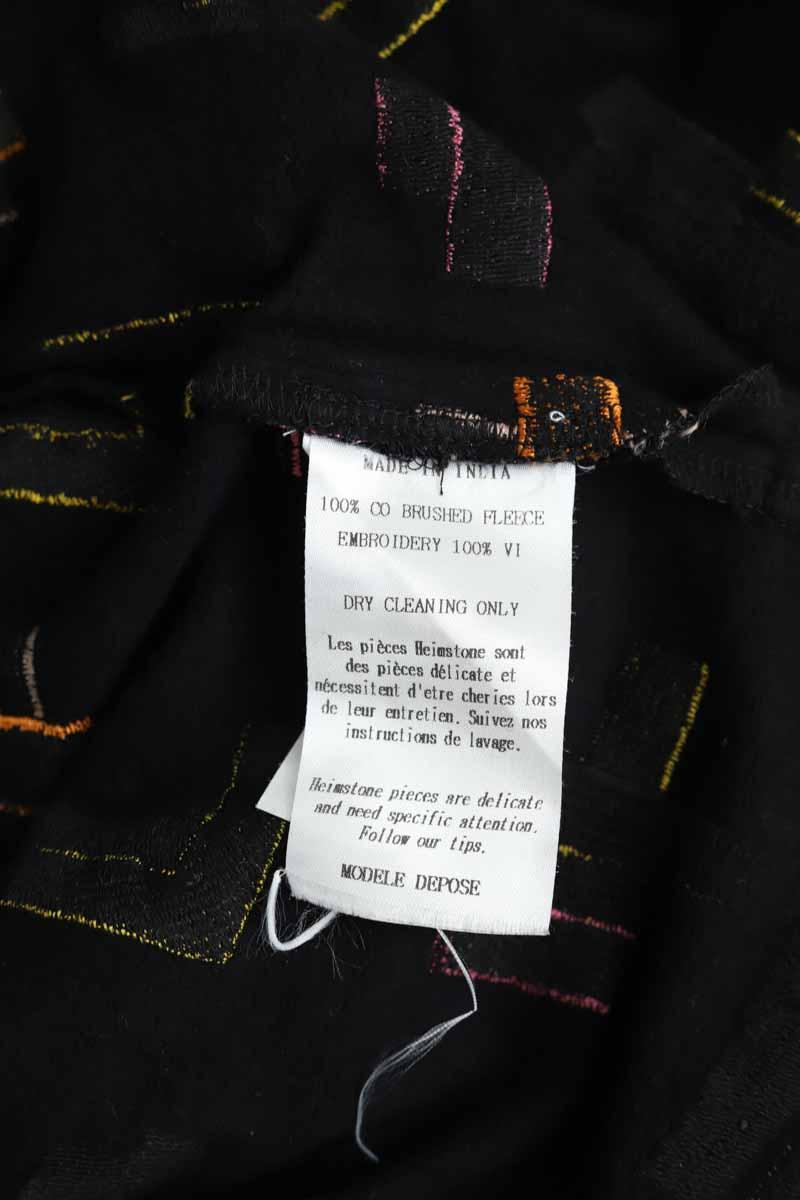 MADE IN INDIA
100% CO BRUSHED FLEECE
EMBROIDERY 100% VI
DRY CLEANING ONLY
Les pièces Heimstone sont
des pièces délicate et
nécessitent d'etre cheries lors
de leur entretien. Suivez nos
instructions de lavage.
Heimstone pieces are delicate
and need specific attention.
Follow our tips.
MODELE DEPOSE